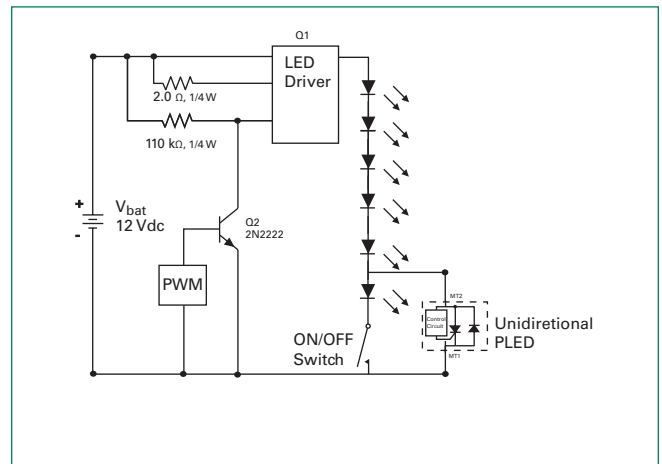 Q1
LED
Driver
2.0 Ω, 1/4 W
110 kΩ, 1/4 W
+
Vbat
12 Vdc
-
Q2
2N2222
PWM
ON/OFF
Switch
MT2
Control
Circuit
MT1
Unidiretional
PLED